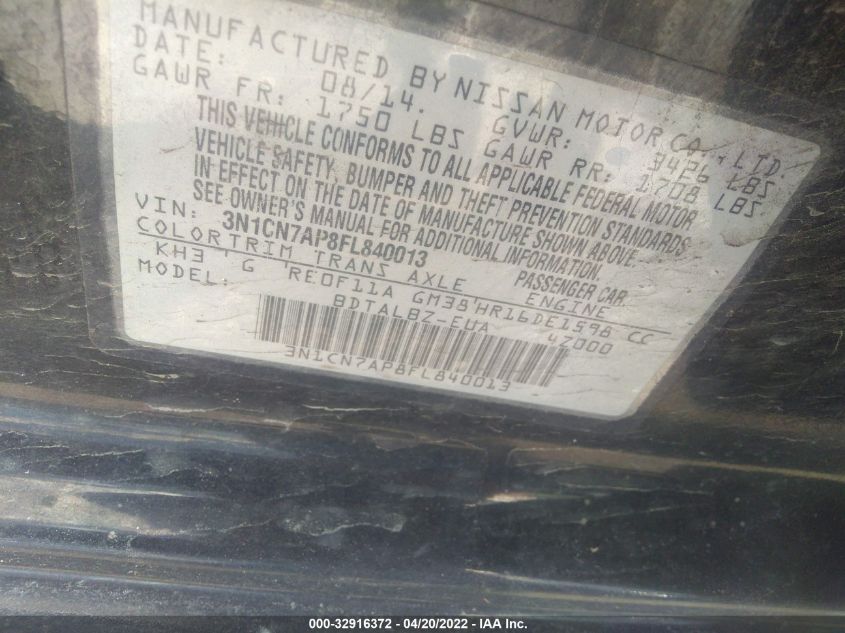 MANUFACTURED BY NISSAN MOTOR CO., LTD.
DATE: 08/14. GVWR: 3426 LBS
GAWR FR: 1750 LBS GAWR RR: 1708 LBS
THIS VEHICLE CONFORMS TO ALL APPLICABLE FEDERAL MOTOR
VEHICLE SAFETY, BUMPER AND THEFT PREVENTION STANDARDS
IN EFFECT ON THE DATE OF MANUFACTURE SHOWN ABOVE.
SEE OWNER'S MANUAL FOR ADDITIONAL INFORMATION.
VIN: 3N1CN7AP8FL840013 PASSENGER CAR
COLOR TRIM TRANS AXLE ENGINE
KH3 G RE0F11A GM38 HR16DE1598 CC
MODEL: BDTALBZ-EUA 4Z000
3N1CN7AP8FL840013
000-32916372 - 04/20/2022 - IAA Inc.